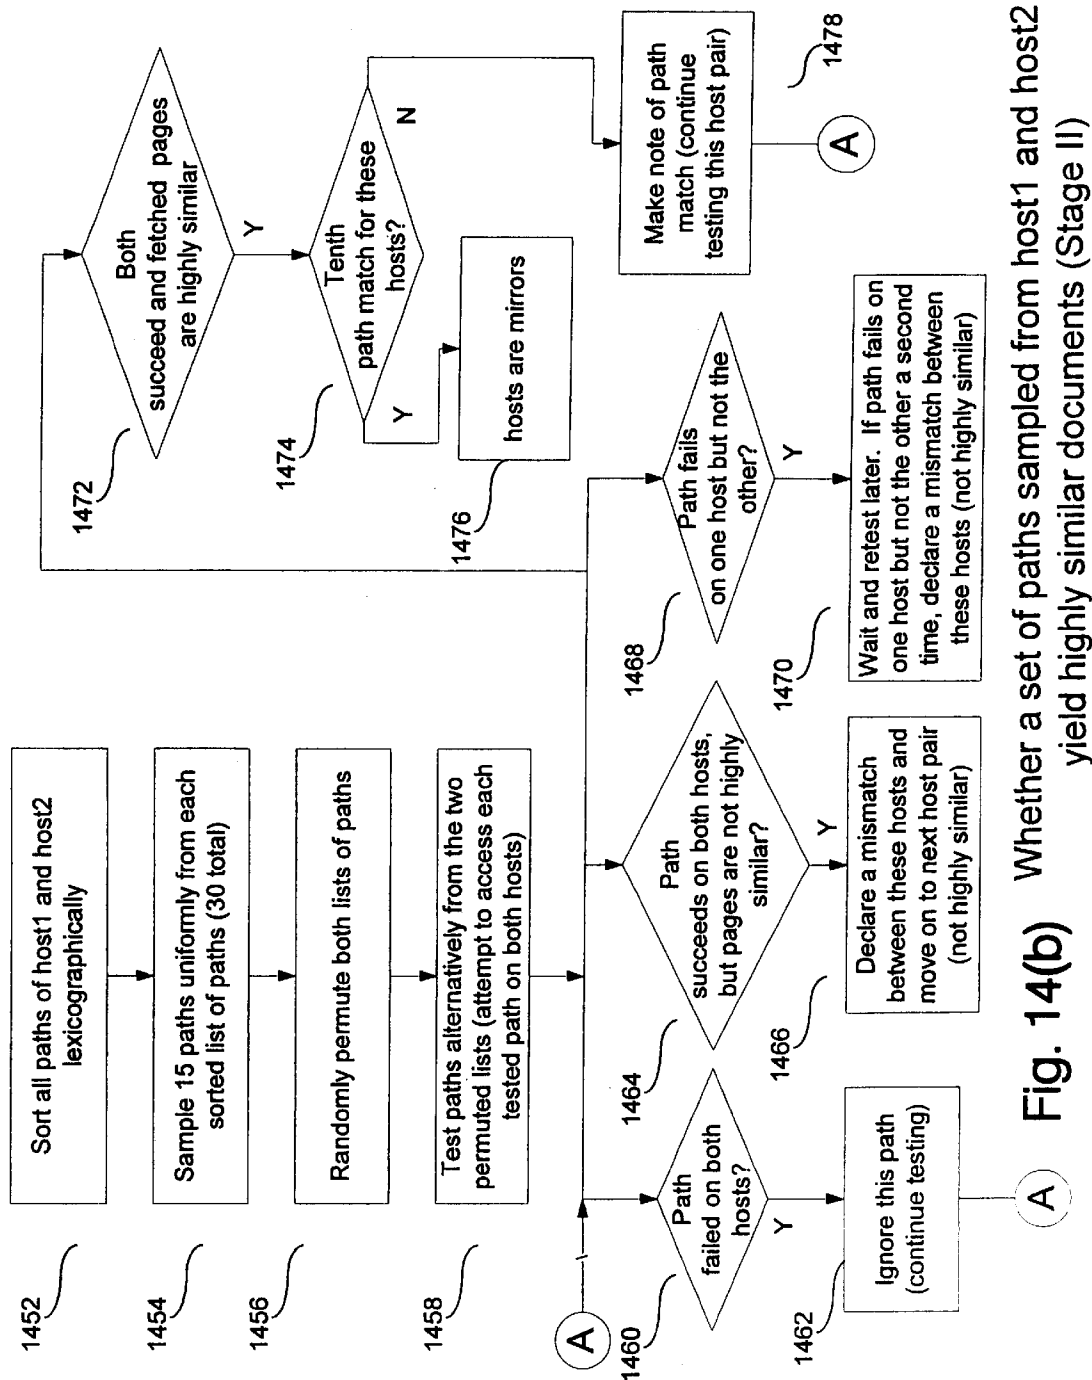 1452
Sort all paths of host1 and host2
lexicographically
1454
Sample 15 paths uniformly from each
sorted list of paths (30 total)
1456
Randomly permute both lists of paths
1458
Test paths alternatively from the two
permuted lists (attempt to access each
tested path on both hosts)
A
1460
Path
failed on both
hosts?
Y
1462
Ignore this path
(continue testing)
A
1464
Path
succeeds on both hosts,
but pages are not highly
similar?
Y
1466
Declare a mismatch
between these hosts and
move on to next host pair
(not highly similar)
1468
Path fails
on one host but not the
other?
Y
1470
Wait and retest later. If path fails on
one host but not the other a second
time, declare a mismatch between
these hosts (not highly similar)
1472
Both
succeed and fetched pages
are highly similar
Y
1474
Tenth
path match for these
hosts?
Y
N
1476
hosts are mirrors
Make note of path
match (continue
testing this host pair)
1478
A
Fig. 14(b) Whether a set of paths sampled from host1 and host2
yield highly similar documents (Stage II)